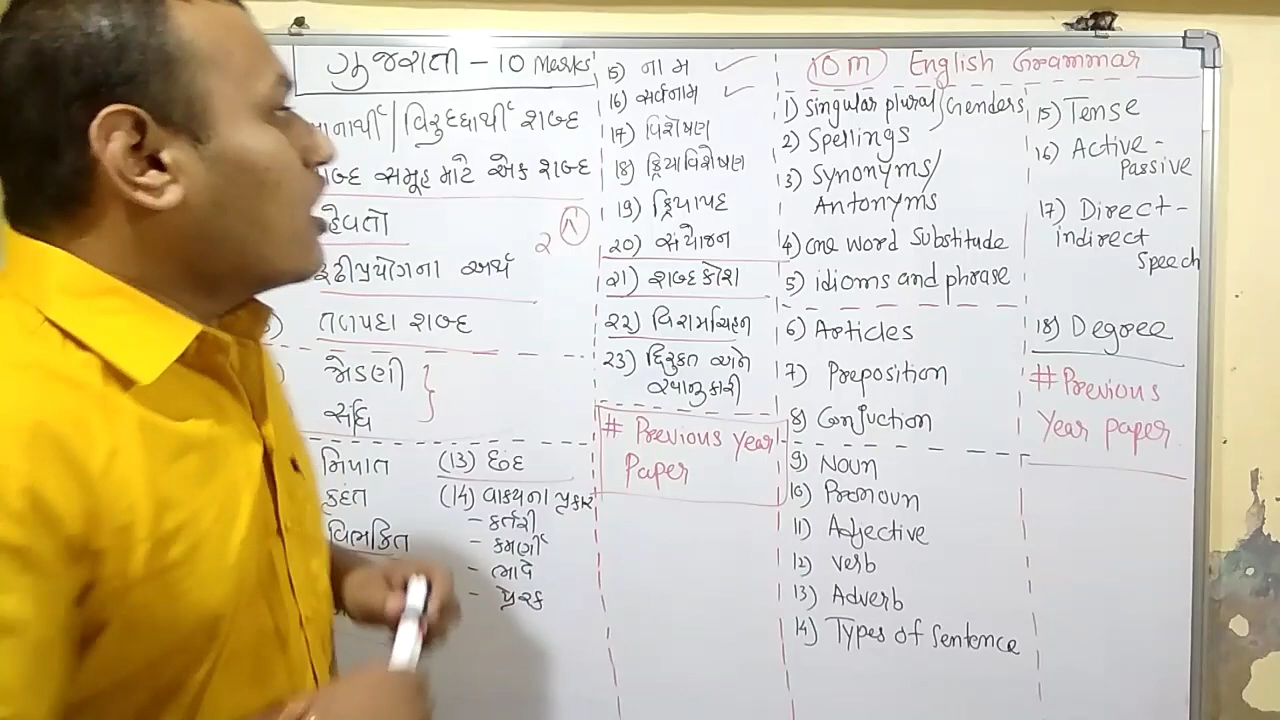 ગુજરાતી - 10 Marks
માનાર્થી/વિરુદ્ધાર્થી શબ્દ
શબ્દ સમૂહ માટે એક શબ્દ
હેવતો
રૂઢીપ્રયોગના અર્થ
તળપદા શબ્દ
જોડણી }
સંધિ
નિપાત
કૃદંત
વિભકિત
(13) છંદ
(14) વાક્યના પ્રકાર
- કર્તરી
- કર્મણી
- ભાવે
- પ્રેરક
15) નામ ✓
16) સર્વનામ ✓
17) વિશેષણ
18) ક્રિયાવિશેષણ
19) ક્રિયાપદ
20) સંયોજન
21) શબ્દકોશ
22) વિરામચિહન
23) દ્વિરુકત અને
રવાનુકારી
# Previous Year
Paper
10 M English Grammar
1) Singular plural/Genders
2) Spellings
3) Synonyms/
Antonyms
4) one word Substitude
5) idioms and phrase
6) Articles
7) Preposition
8) Conjuction
9) Noun
10) Pronoun
11) Adjective
12) verb
13) Adverb
14) Types of Sentence
15) Tense
16) Active -
Passive
17) Direct -
indirect
Speech
18) Degree
# Previous
Year paper